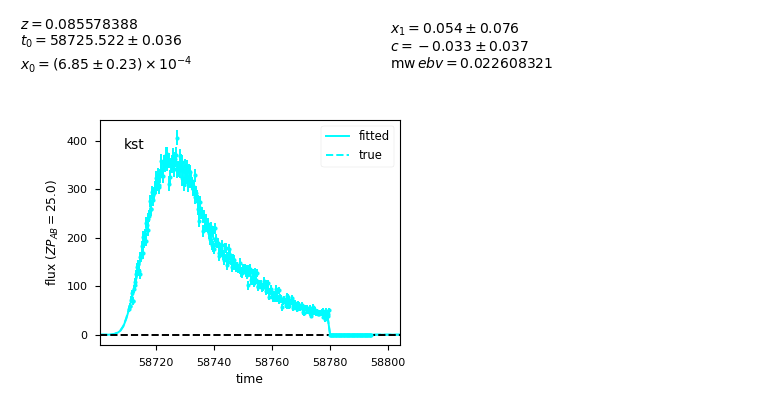 z = 0.085578388
t₀ = 58725.522 ± 0.036
x₀ = (6.85 ± 0.23) × 10⁻⁴
x₁ = 0.054 ± 0.076
c = −0.033 ± 0.037
mw ebv = 0.022608321
kst
fitted
true
400
300
200
100
0
flux (ZP_AB = 25.0)
58720 58740 58760 58780 58800
time